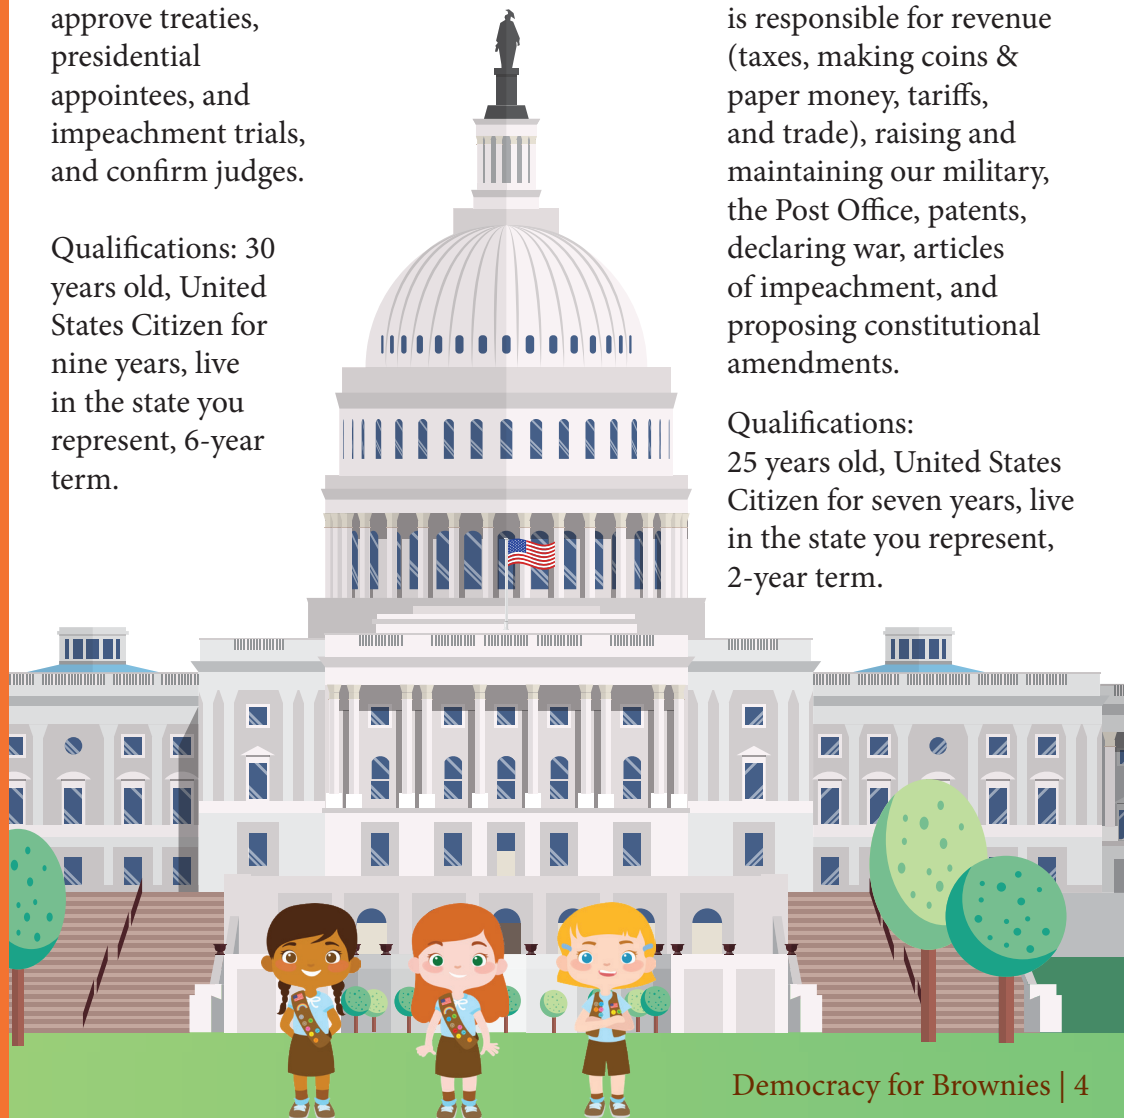 approve treaties,
presidential
appointees, and
impeachment trials,
and confirm judges.
Qualifications: 30
years old, United
States Citizen for
nine years, live
in the state you
represent, 6-year
term.
is responsible for revenue
(taxes, making coins &
paper money, tariffs,
and trade), raising and
maintaining our military,
the Post Office, patents,
declaring war, articles
of impeachment, and
proposing constitutional
amendments.
Qualifications:
25 years old, United States
Citizen for seven years, live
in the state you represent,
2-year term.
Democracy for Brownies | 4